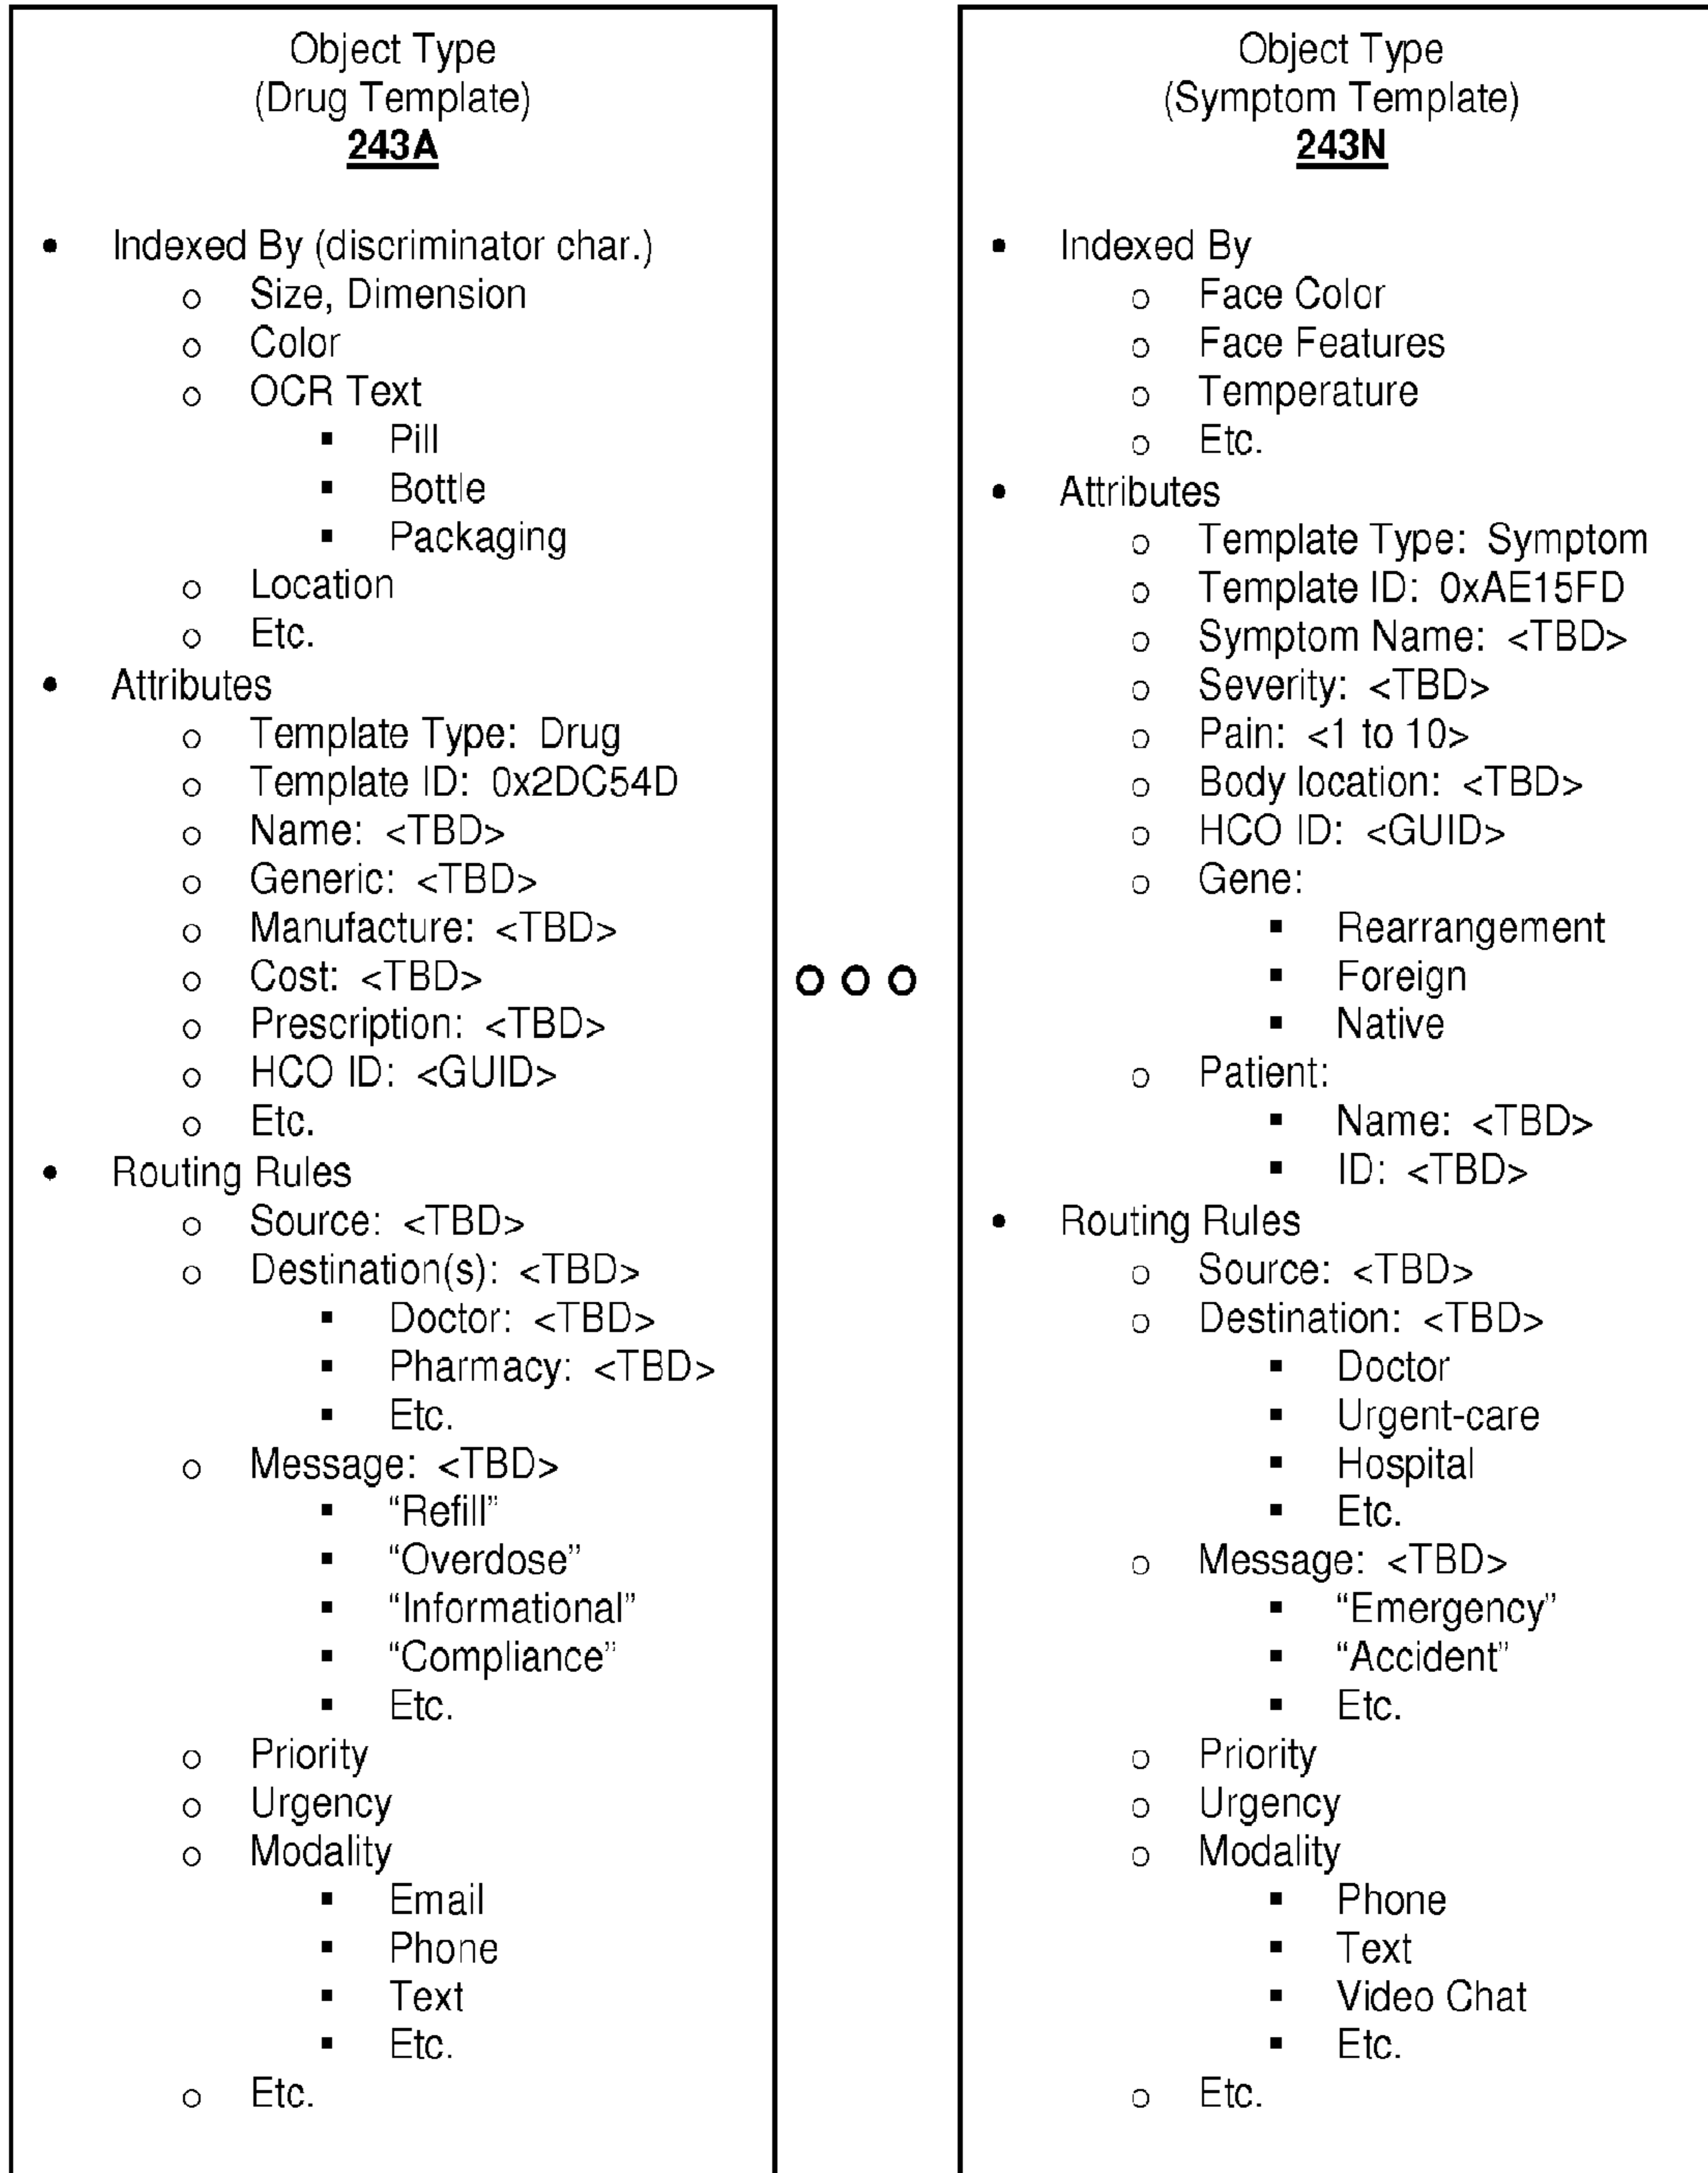 Object Type
(Drug Template)
243A
• Indexed By (discriminator char.)
o Size, Dimension
o Color
o OCR Text
▪ Pill
▪ Bottle
▪ Packaging
o Location
o Etc.
• Attributes
o Template Type: Drug
o Template ID: 0x2DC54D
o Name: <TBD>
o Generic: <TBD>
o Manufacture: <TBD>
o Cost: <TBD>
o Prescription: <TBD>
o HCO ID: <GUID>
o Etc.
• Routing Rules
o Source: <TBD>
o Destination(s): <TBD>
▪ Doctor: <TBD>
▪ Pharmacy: <TBD>
▪ Etc.
o Message: <TBD>
▪ “Refill”
▪ “Overdose”
▪ “Informational”
▪ “Compliance”
▪ Etc.
o Priority
o Urgency
o Modality
▪ Email
▪ Phone
▪ Text
▪ Etc.
o Etc.
Object Type
(Symptom Template)
243N
• Indexed By
o Face Color
o Face Features
o Temperature
o Etc.
• Attributes
o Template Type: Symptom
o Template ID: 0xAE15FD
o Symptom Name: <TBD>
o Severity: <TBD>
o Pain: <1 to 10>
o Body location: <TBD>
o HCO ID: <GUID>
o Gene:
▪ Rearrangement
▪ Foreign
▪ Native
o Patient:
▪ Name: <TBD>
▪ ID: <TBD>
• Routing Rules
o Source: <TBD>
o Destination: <TBD>
▪ Doctor
▪ Urgent-care
▪ Hospital
▪ Etc.
o Message: <TBD>
▪ “Emergency”
▪ “Accident”
▪ Etc.
o Priority
o Urgency
o Modality
▪ Phone
▪ Text
▪ Video Chat
▪ Etc.
o Etc.